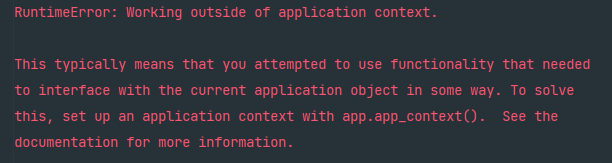 RuntimeError: Working outside of application context.
This typically means that you attempted to use functionality that needed
to interface with the current application object in some way. To solve
this, set up an application context with app.app_context().  See the
documentation for more information.